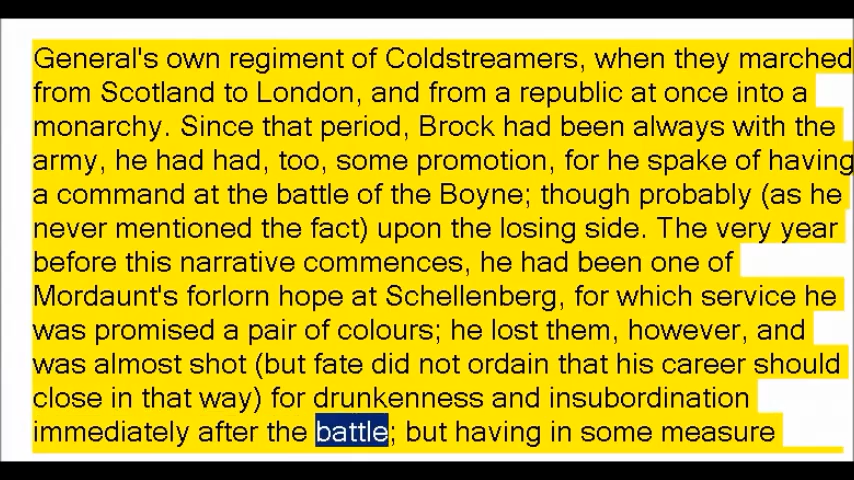 General's own regiment of Coldstreamers, when they marched
from Scotland to London, and from a republic at once into a
monarchy. Since that period, Brock had been always with the
army, he had had, too, some promotion, for he spake of having
a command at the battle of the Boyne; though probably (as he
never mentioned the fact) upon the losing side. The very year
before this narrative commences, he had been one of
Mordaunt's forlorn hope at Schellenberg, for which service he
was promised a pair of colours; he lost them, however, and
was almost shot (but fate did not ordain that his career should
close in that way) for drunkenness and insubordination
immediately after the battle; but having in some measure